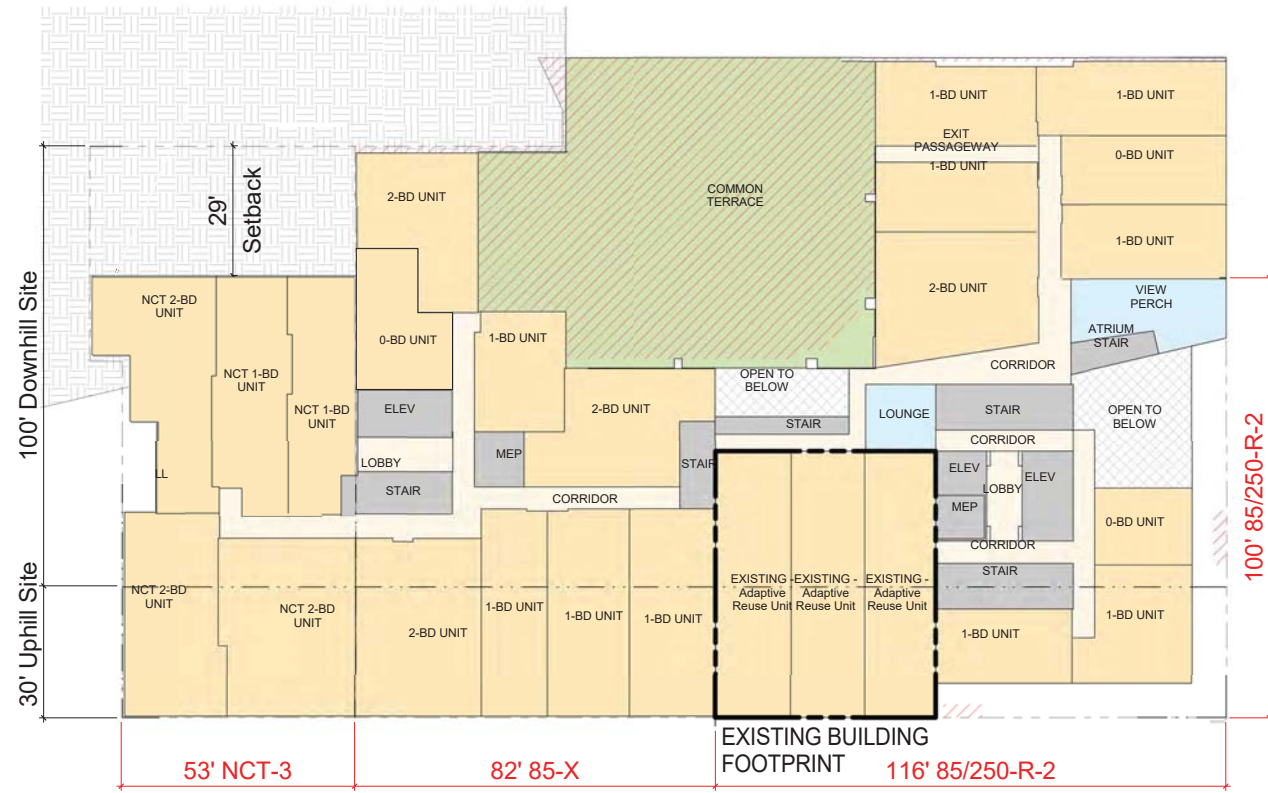 1-BD UNIT
1-BD UNIT
EXIT
PASSAGEWAY
1-BD UNIT
0-BD UNIT
2-BD UNIT
COMMON
TERRACE
1-BD UNIT
29'
Setback
2-BD UNIT
VIEW
PERCH
NCT 2-BD
UNIT
ATRIUM
STAIR
0-BD UNIT
1-BD UNIT
100' Downhill Site
NCT 1-BD
UNIT
CORRIDOR
OPEN TO
BELOW
NCT 1-BD
UNIT
ELEV
2-BD UNIT
LOUNGE
STAIR
OPEN TO
BELOW
STAIR
CORRIDOR
MEP
LOBBY
STAIR
ELEV
ELEV
LL
LOBBY
STAIR
CORRIDOR
MEP
0-BD UNIT
100' 85/250-R-2
CORRIDOR
STAIR
30' Uphill Site
NCT 2-BD
UNIT
NCT 2-BD
UNIT
2-BD UNIT
1-BD UNIT
1-BD UNIT
1-BD UNIT
EXISTING -
Adaptive
Reuse Unit
EXISTING -
Adaptive
Reuse Unit
EXISTING -
Adaptive
Reuse Unit
1-BD UNIT
1-BD UNIT
EXISTING BUILDING
FOOTPRINT
53' NCT-3
82' 85-X
116' 85/250-R-2